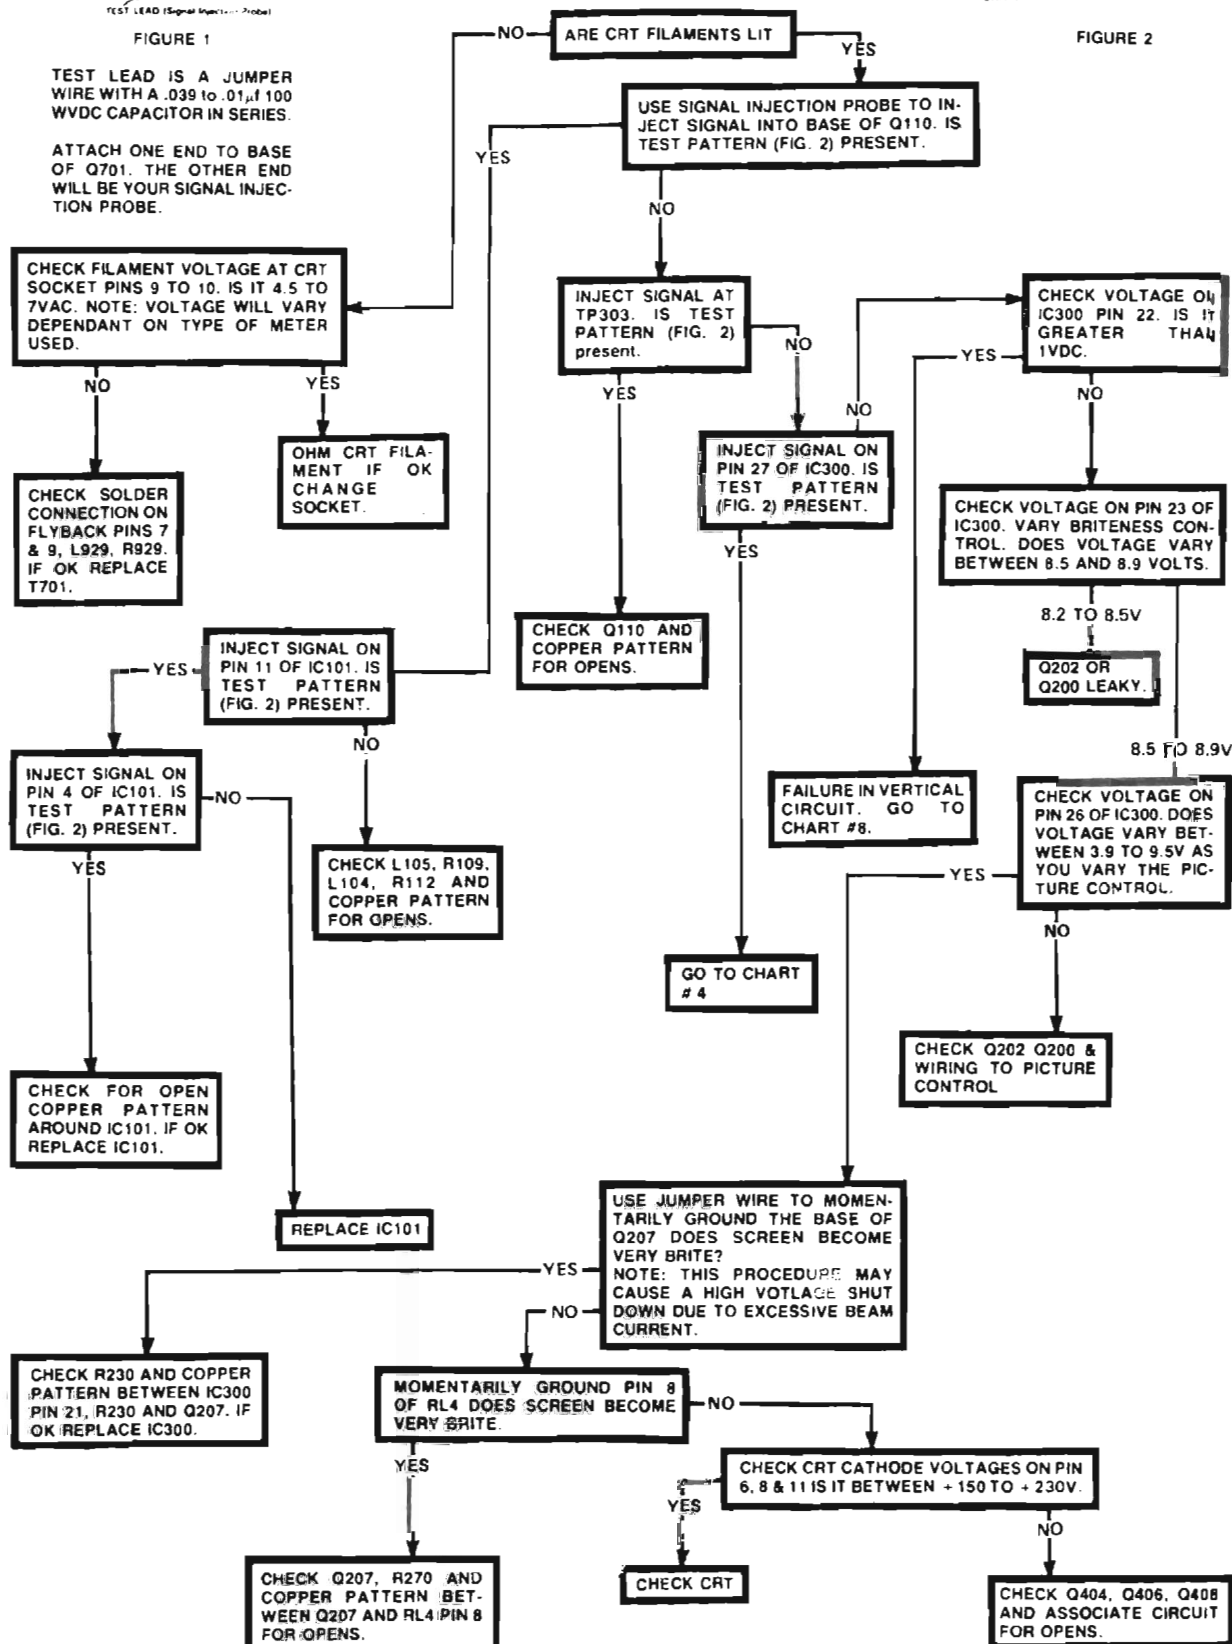 TEST LEAD (Signal Injection Probe)
FIGURE 1
TEST LEAD IS A JUMPER
WIRE WITH A .039 to .01µf 100
WVDC CAPACITOR IN SERIES.
ATTACH ONE END TO BASE
OF Q701. THE OTHER END
WILL BE YOUR SIGNAL INJEC-
TION PROBE.
NO
ARE CRT FILAMENTS LIT
YES
FIGURE 2
USE SIGNAL INJECTION PROBE TO IN-
JECT SIGNAL INTO BASE OF Q110. IS
TEST PATTERN (FIG. 2) PRESENT.
YES
NO
CHECK FILAMENT VOLTAGE AT CRT
SOCKET PINS 9 TO 10. IS IT 4.5 TO
7VAC. NOTE: VOLTAGE WILL VARY
DEPENDANT ON TYPE OF METER
USED.
NO
YES
CHECK SOLDER
CONNECTION ON
FLYBACK PINS 7
& 9, L929, R929.
IF OK REPLACE
T701.
OHM CRT FILA-
MENT IF OK
CHANGE
SOCKET.
INJECT SIGNAL AT
TP303. IS TEST
PATTERN (FIG. 2)
present.
NO
YES
INJECT SIGNAL ON
PIN 27 OF IC300. IS
TEST PATTERN
(FIG. 2) PRESENT.
NO
YES
CHECK VOLTAGE ON
IC300 PIN 22. IS IT
GREATER THAN
1VDC.
YES
NO
CHECK VOLTAGE ON PIN 23 OF
IC300. VARY BRITENESS CON-
TROL. DOES VOLTAGE VARY
BETWEEN 8.5 AND 8.9 VOLTS.
8.2 TO 8.5V
Q202 OR
Q200 LEAKY.
8.5 TO 8.9V
CHECK Q110 AND
COPPER PATTERN
FOR OPENS.
INJECT SIGNAL ON
PIN 11 OF IC101. IS
TEST PATTERN
(FIG. 2) PRESENT.
YES
NO
INJECT SIGNAL ON
PIN 4 OF IC101. IS
TEST PATTERN
(FIG. 2) PRESENT.
NO
YES
CHECK L105, R109,
L104, R112 AND
COPPER PATTERN
FOR OPENS.
FAILURE IN VERTICAL
CIRCUIT. GO TO
CHART #8.
CHECK VOLTAGE ON
PIN 26 OF IC300. DOES
VOLTAGE VARY BET-
WEEN 3.9 TO 9.5V AS
YOU VARY THE PIC-
TURE CONTROL.
YES
NO
GO TO CHART
# 4
CHECK Q202 Q200 &
WIRING TO PICTURE
CONTROL
CHECK FOR OPEN
COPPER PATTERN
AROUND IC101. IF OK
REPLACE IC101.
REPLACE IC101
USE JUMPER WIRE TO MOMEN-
TARILY GROUND THE BASE OF
Q207 DOES SCREEN BECOME
VERY BRITE?
NOTE: THIS PROCEDURE MAY
CAUSE A HIGH VOTLAGE SHUT
DOWN DUE TO EXCESSIVE BEAM
CURRENT.
YES
NO
CHECK R230 AND COPPER
PATTERN BETWEEN IC300
PIN 21, R230 AND Q207. IF
OK REPLACE IC300.
MOMENTARILY GROUND PIN 8
OF RL4 DOES SCREEN BECOME
VERY BRITE.
NO
YES
CHECK CRT CATHODE VOLTAGES ON PIN
6, 8 & 11 IS IT BETWEEN + 150 TO + 230V.
YES
NO
CHECK Q207, R270 AND
COPPER PATTERN BET-
WEEN Q207 AND RL4 PIN 8
FOR OPENS.
CHECK CRT
CHECK Q404, Q406, Q408
AND ASSOCIATE CIRCUIT
FOR OPENS.